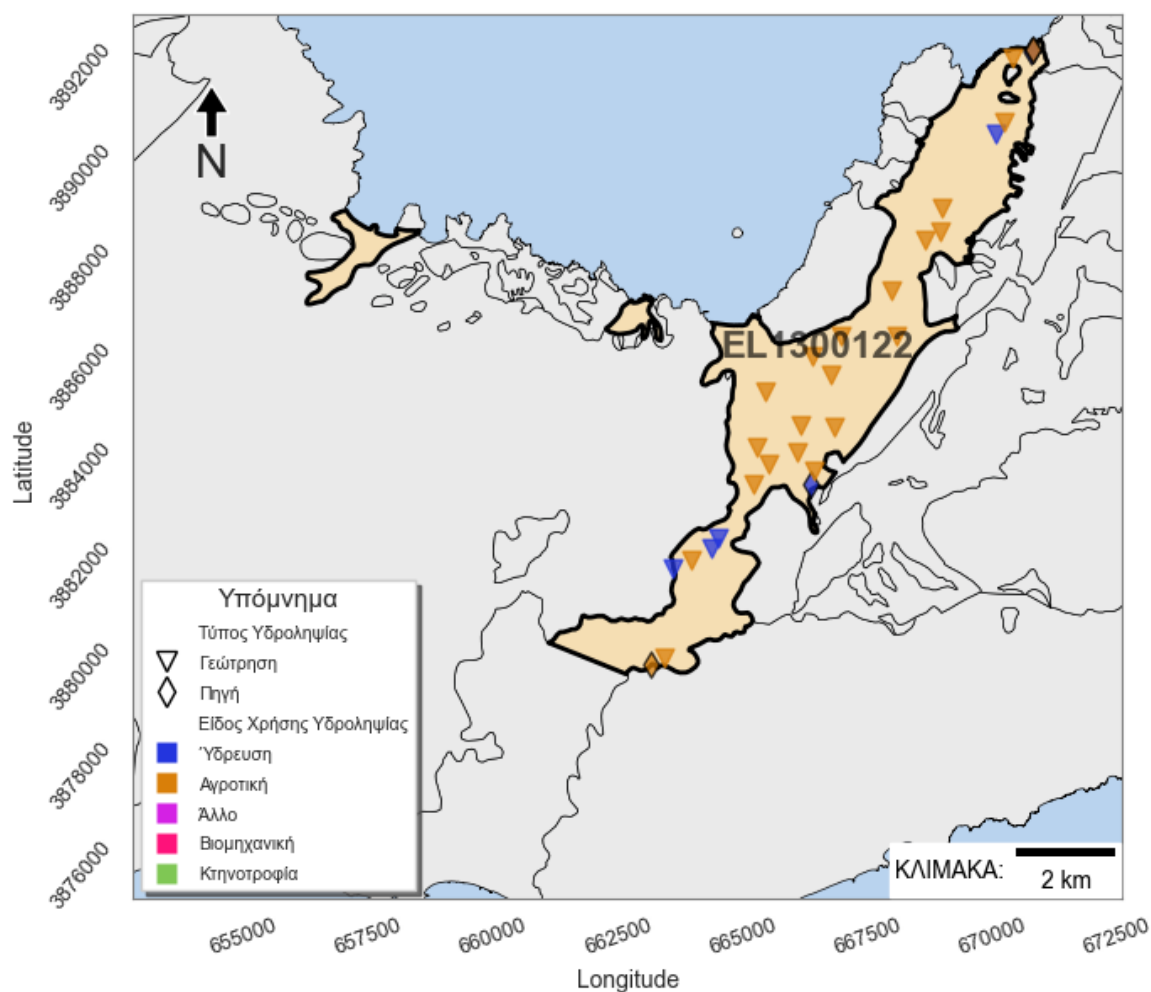 3892000
3890000
3888000
3886000
3884000
3882000
3880000
3878000
3876000
Latitude
N
EL1300122
Υπόμνημα
Τύπος Υδροληψίας
Γεώτρηση
Πηγή
Είδος Χρήσης Υδροληψίας
Ύδρευση
Αγροτική
Άλλο
Βιομηχανική
Κτηνοτροφία
ΚΛΙΜΑΚΑ:
2 km
655000
657500
660000
662500
665000
667500
670000
672500
Longitude